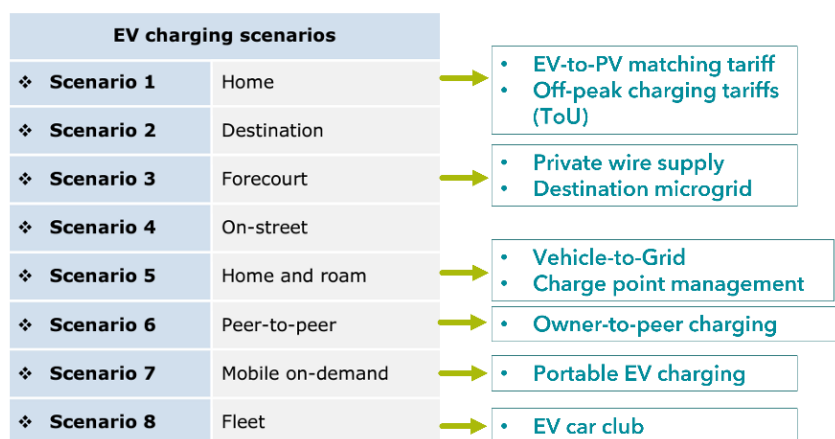 EV charging scenarios
❖ Scenario 1 Home
• EV-to-PV matching tariff
• Off-peak charging tariffs
(ToU)
❖ Scenario 2 Destination
❖ Scenario 3 Forecourt
• Private wire supply
• Destination microgrid
❖ Scenario 4 On-street
❖ Scenario 5 Home and roam
• Vehicle-to-Grid
• Charge point management
❖ Scenario 6 Peer-to-peer
• Owner-to-peer charging
❖ Scenario 7 Mobile on-demand
• Portable EV charging
❖ Scenario 8 Fleet
• EV car club